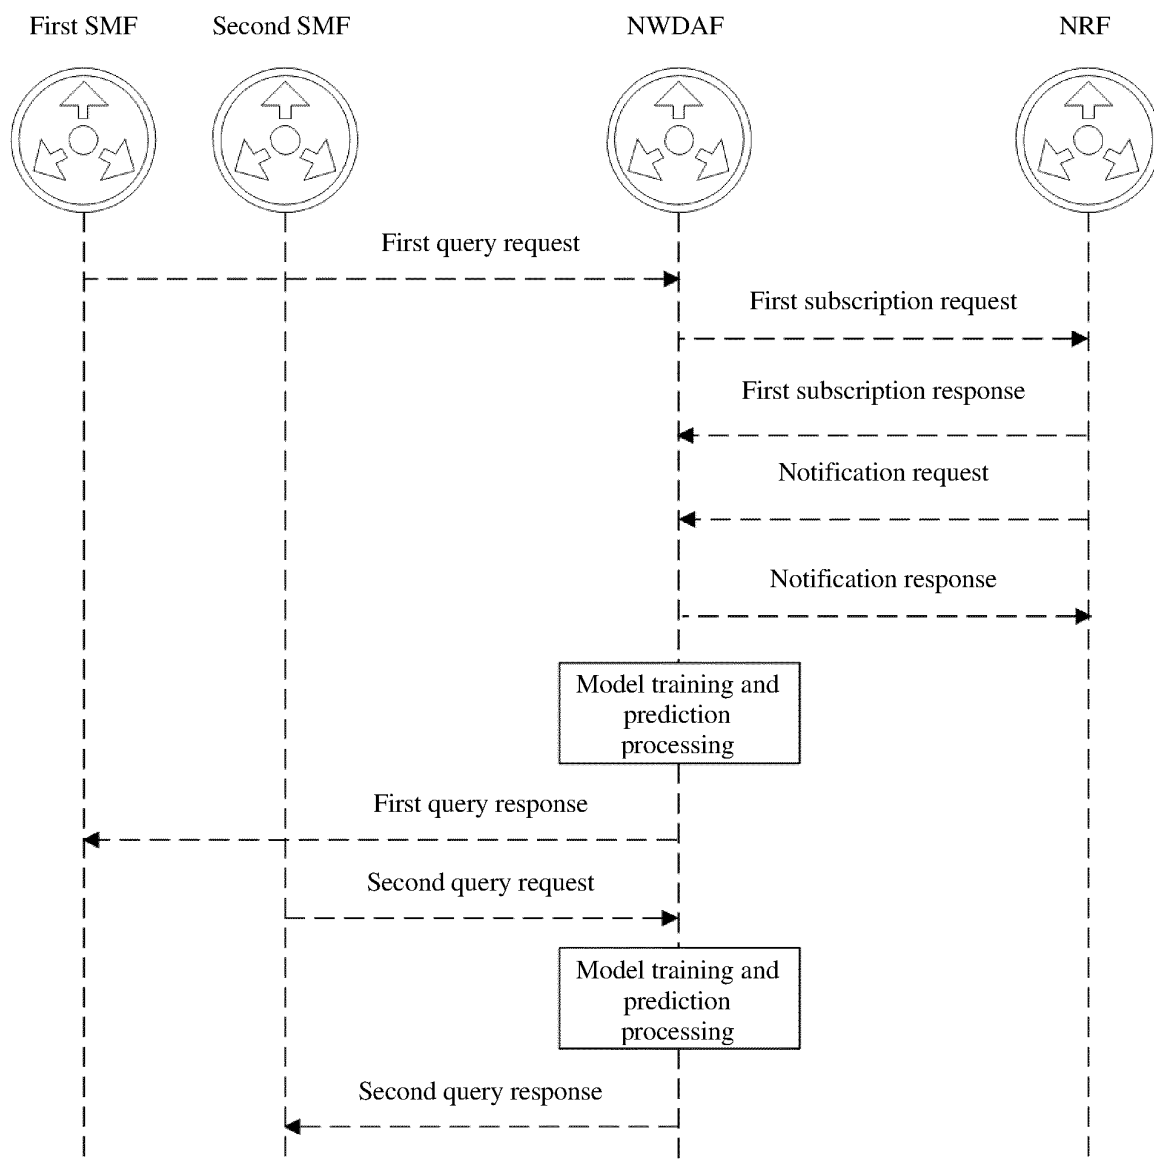 First SMF
Second SMF
NWDAF
NRF
First query request
First subscription request
First subscription response
Notification request
Notification response
Model training and
prediction
processing
First query response
Second query request
Model training and
prediction
processing
Second query response